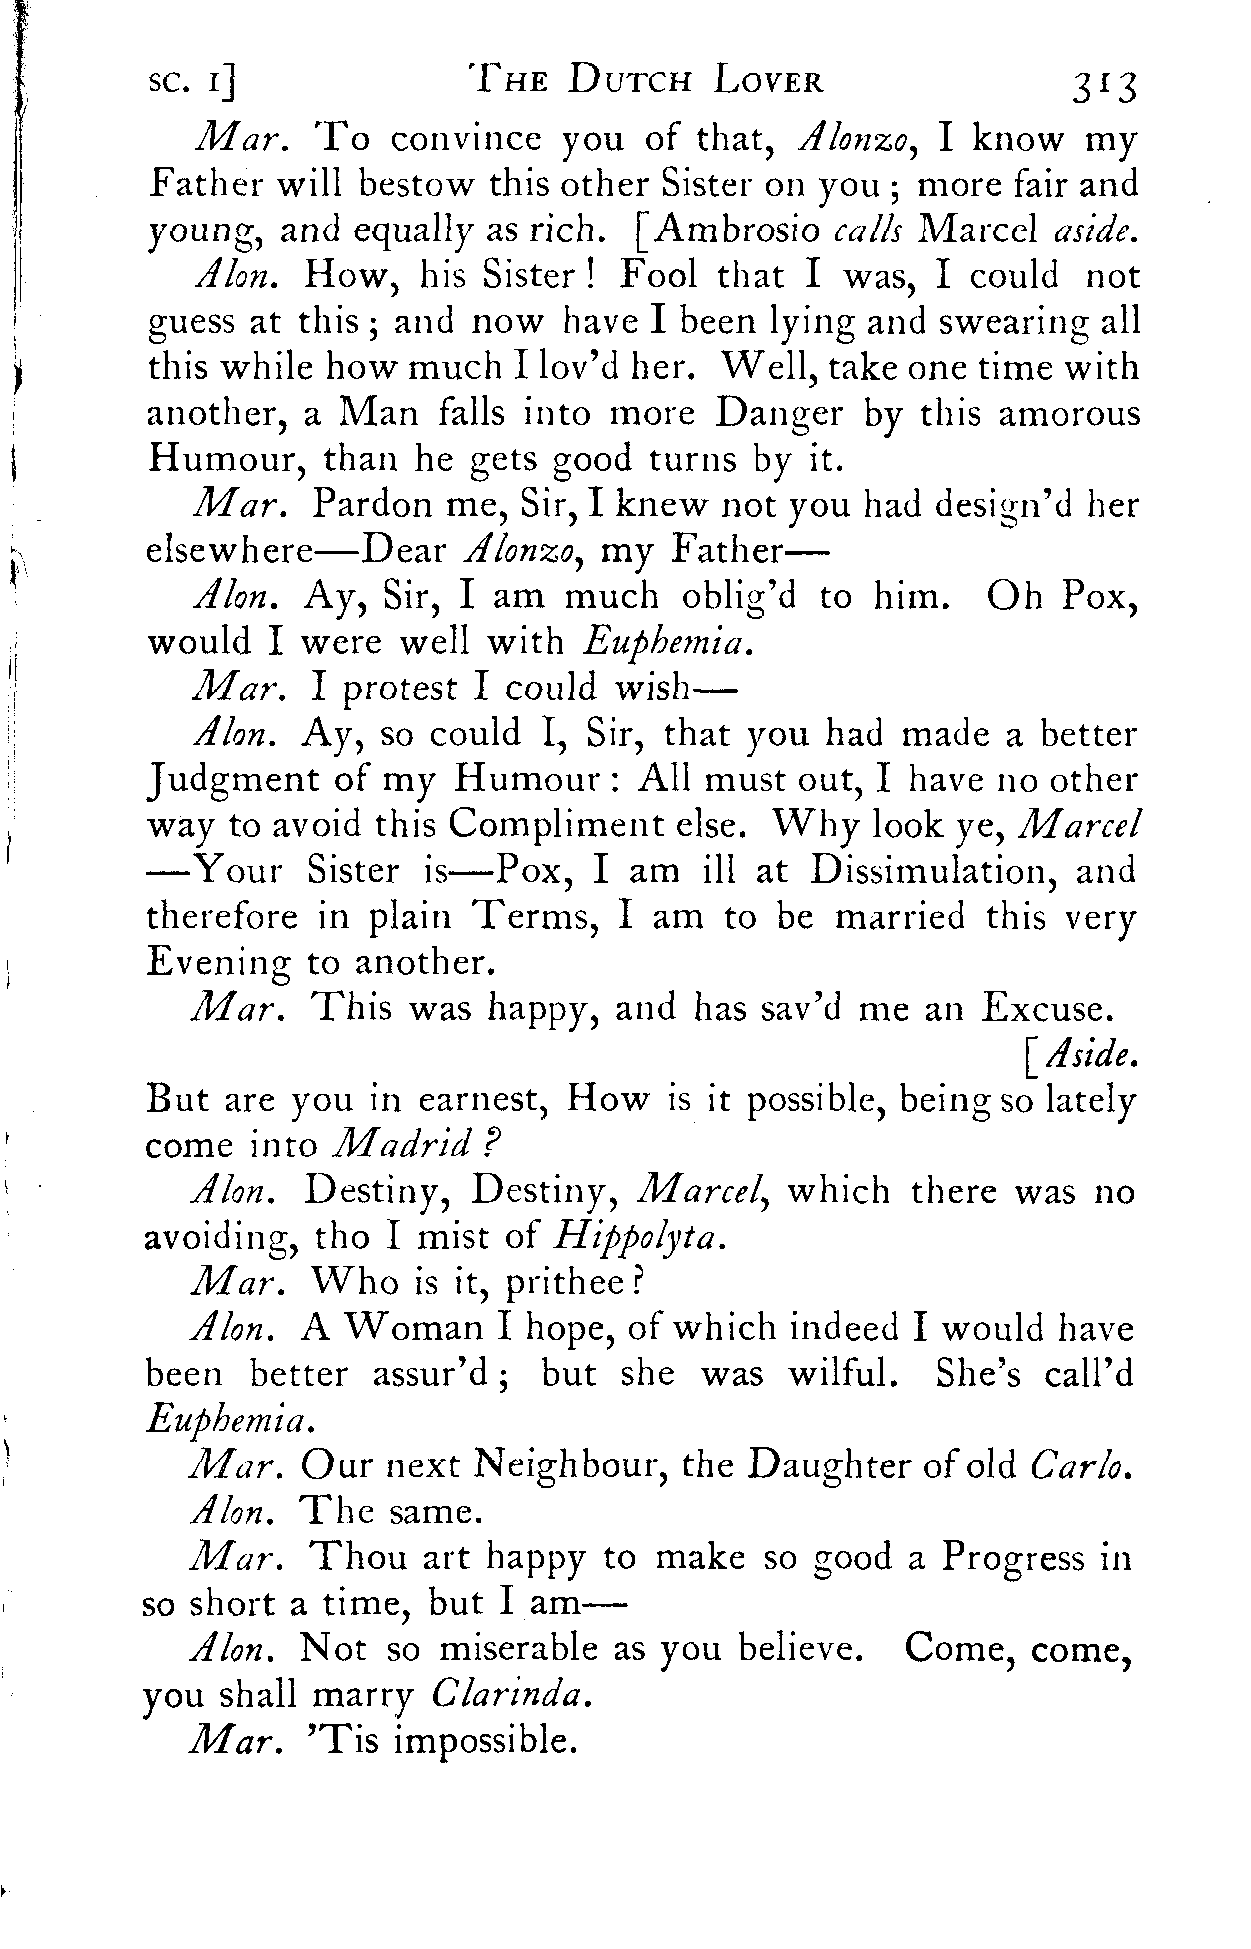 SC. I] THE DUTCH LOVER 313
Mar. To convince you of that, Alonzo, I know my
Father will bestow this other Sister on you; more fair and
young, and equally as rich. [Ambrosio calls Marcel aside.
Alon. How, his Sister! Fool that I was, I could not
guess at this; and now have I been lying and swearing all
this while how much I lov'd her. Well, take one time with
another, a Man falls into more Danger by this amorous
Humour, than he gets good turns by it.
Mar. Pardon me, Sir, I knew not you had design'd her
elsewhere—Dear Alonzo, my Father—
Alon. Ay, Sir, I am much oblig'd to him. Oh Pox,
would I were well with Euphemia.
Mar. I protest I could wish—
Alon. Ay, so could I, Sir, that you had made a better
Judgment of my Humour: All must out, I have no other
way to avoid this Compliment else. Why look ye, Marcel
—Your Sister is—Pox, I am ill at Dissimulation, and
therefore in plain Terms, I am to be married this very
Evening to another.
Mar. This was happy, and has sav'd me an Excuse.
[Aside.
But are you in earnest, How is it possible, being so lately
come into Madrid?
Alon. Destiny, Destiny, Marcel, which there was no
avoiding, tho I mist of Hippolyta.
Mar. Who is it, prithee?
Alon. A Woman I hope, of which indeed I would have
been better assur'd; but she was wilful. She's call'd
Euphemia.
Mar. Our next Neighbour, the Daughter of old Carlo.
Alon. The same.
Mar. Thou art happy to make so good a Progress in
so short a time, but I am—
Alon. Not so miserable as you believe. Come, come,
you shall marry Clarinda.
Mar. 'Tis impossible.